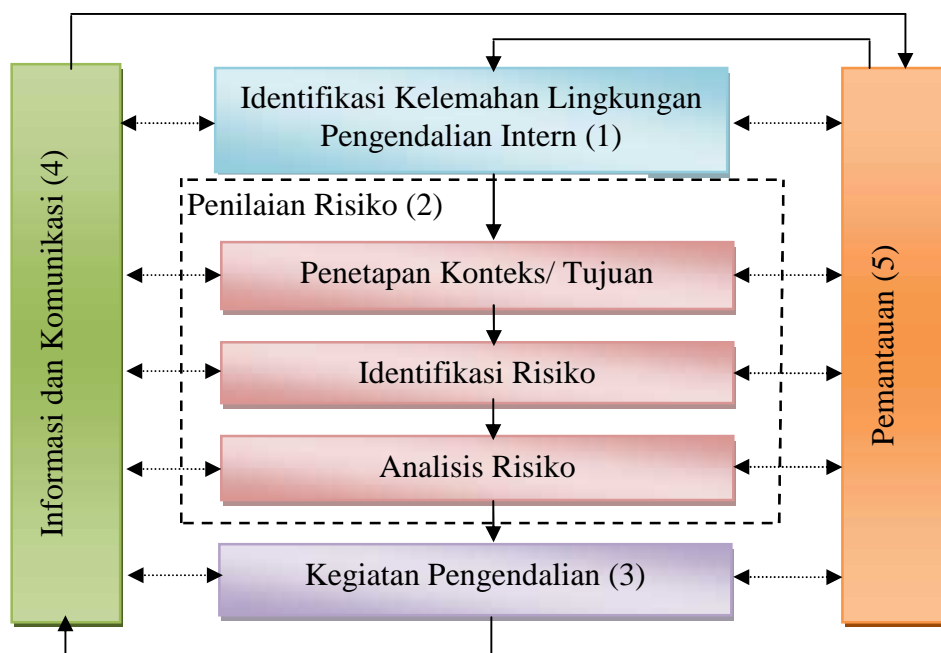 Identifikasi Kelemahan Lingkungan
Pengendalian Intern (1)
Penilaian Risiko (2)
Penetapan Konteks/ Tujuan
Identifikasi Risiko
Analisis Risiko
Kegiatan Pengendalian (3)
Informasi dan Komunikasi (4)
Pemantauan (5)